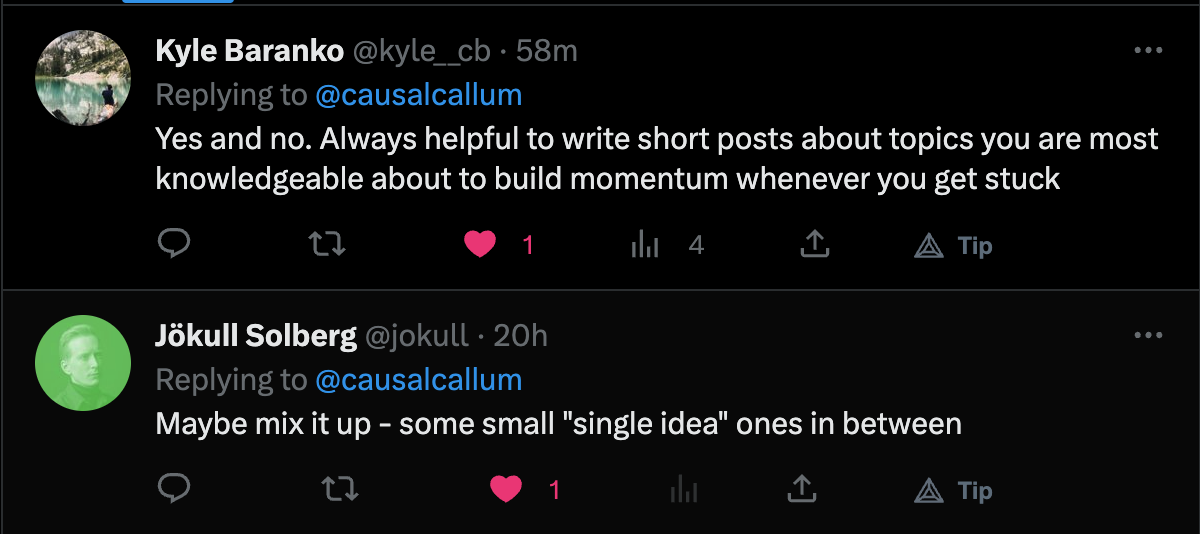 Kyle Baranko @kyle__cb · 58m
Replying to @causalcallum
Yes and no. Always helpful to write short posts about topics you are most
knowledgeable about to build momentum whenever you get stuck
1 4 Tip
Jökull Solberg @jokull · 20h
Replying to @causalcallum
Maybe mix it up - some small "single idea" ones in between
1 Tip